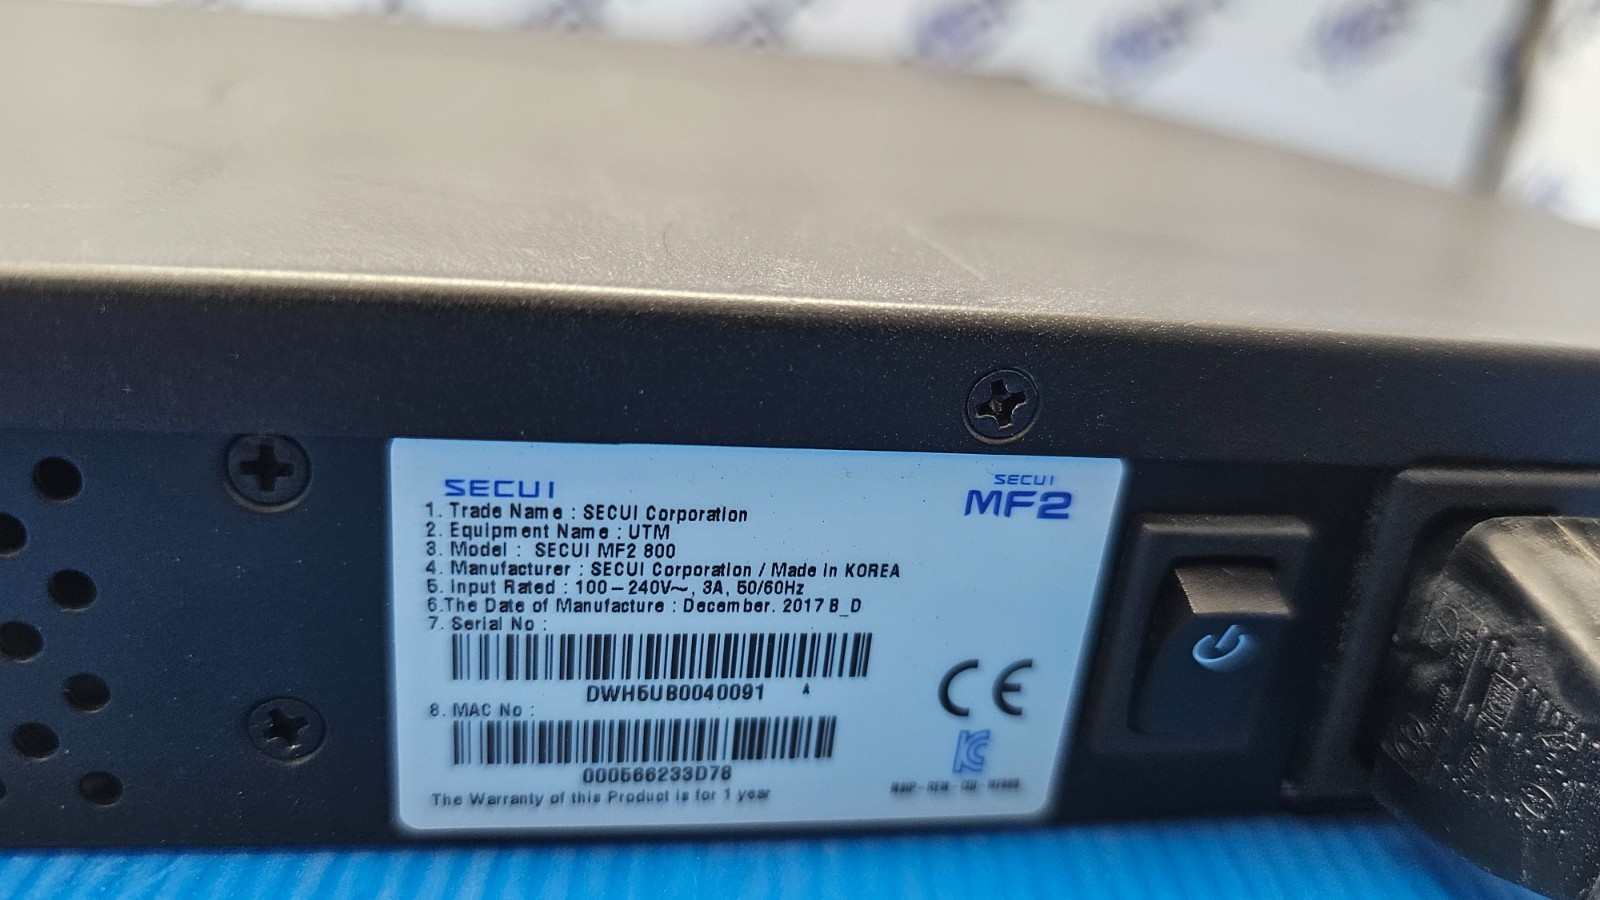 SECUI
SECUI
MF2
1. Trade Name : SECUI Corporation
2. Equipment Name : UTM
3. Model : SECUI MF2 800
4. Manufacturer : SECUI Corporation / Made in KOREA
5. Input Rated : 100-240V~, 3A, 50/60Hz
6.The Date of Manufacture : December. 2017 B_D
7. Serial No :
DWH5UB0040091
8. MAC No :
000566233D78
CE
KC
The Warranty of this Product is for 1 year